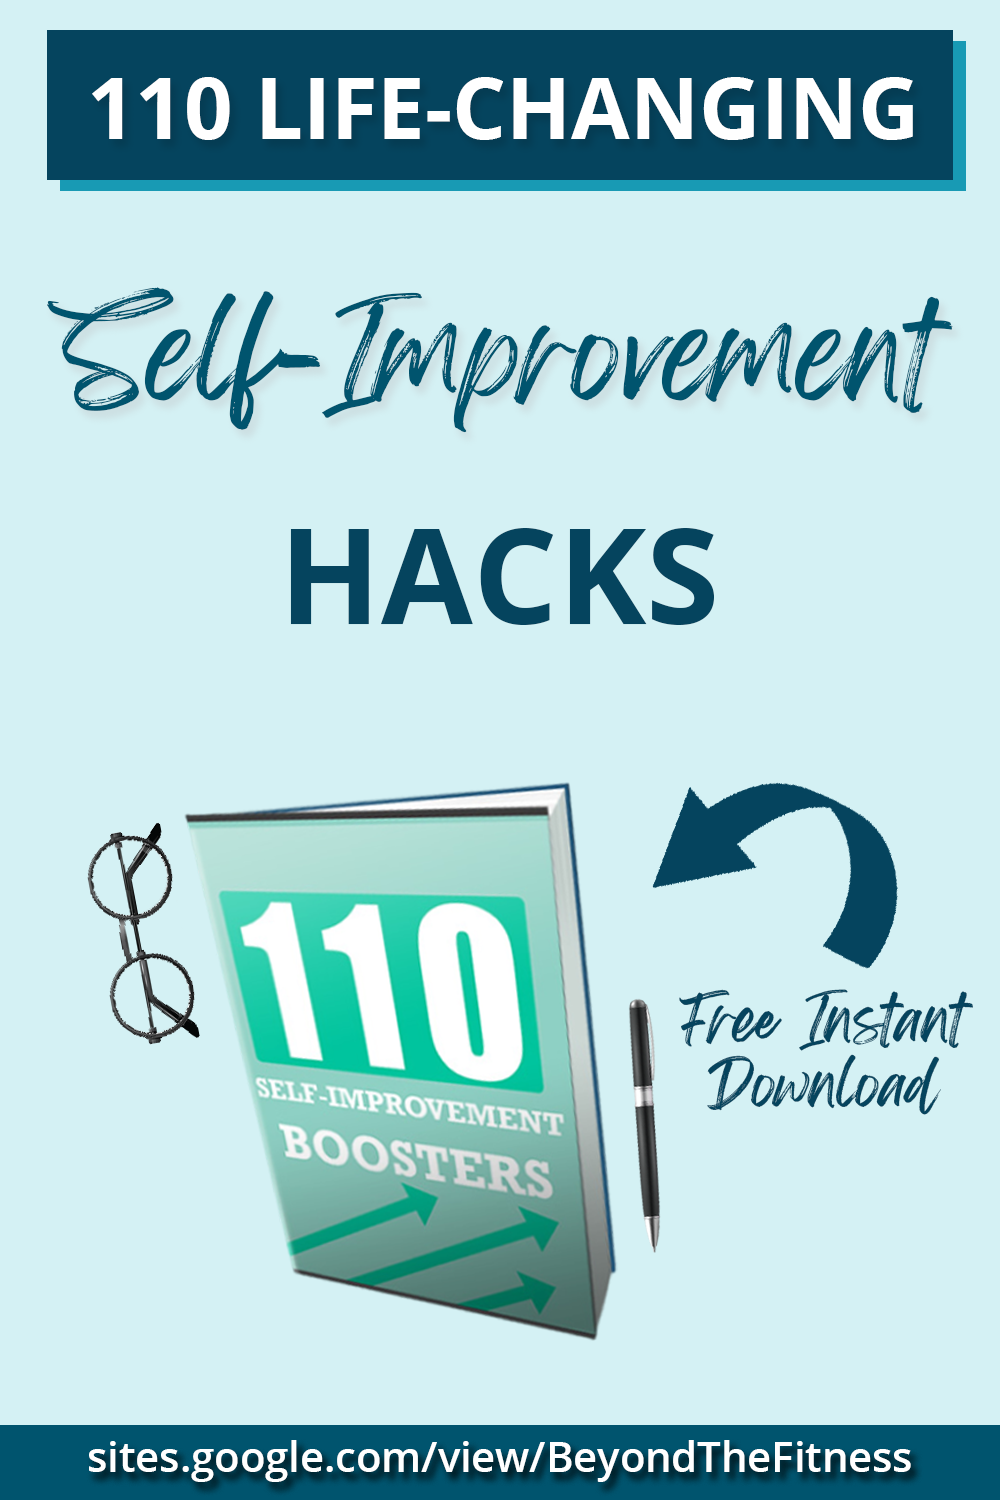 110 LIFE-CHANGING
Self-Improvement
HACKS
110
SELF-IMPROVEMENT
BOOSTERS
Free Instant
Download
sites.google.com/view/BeyondTheFitness